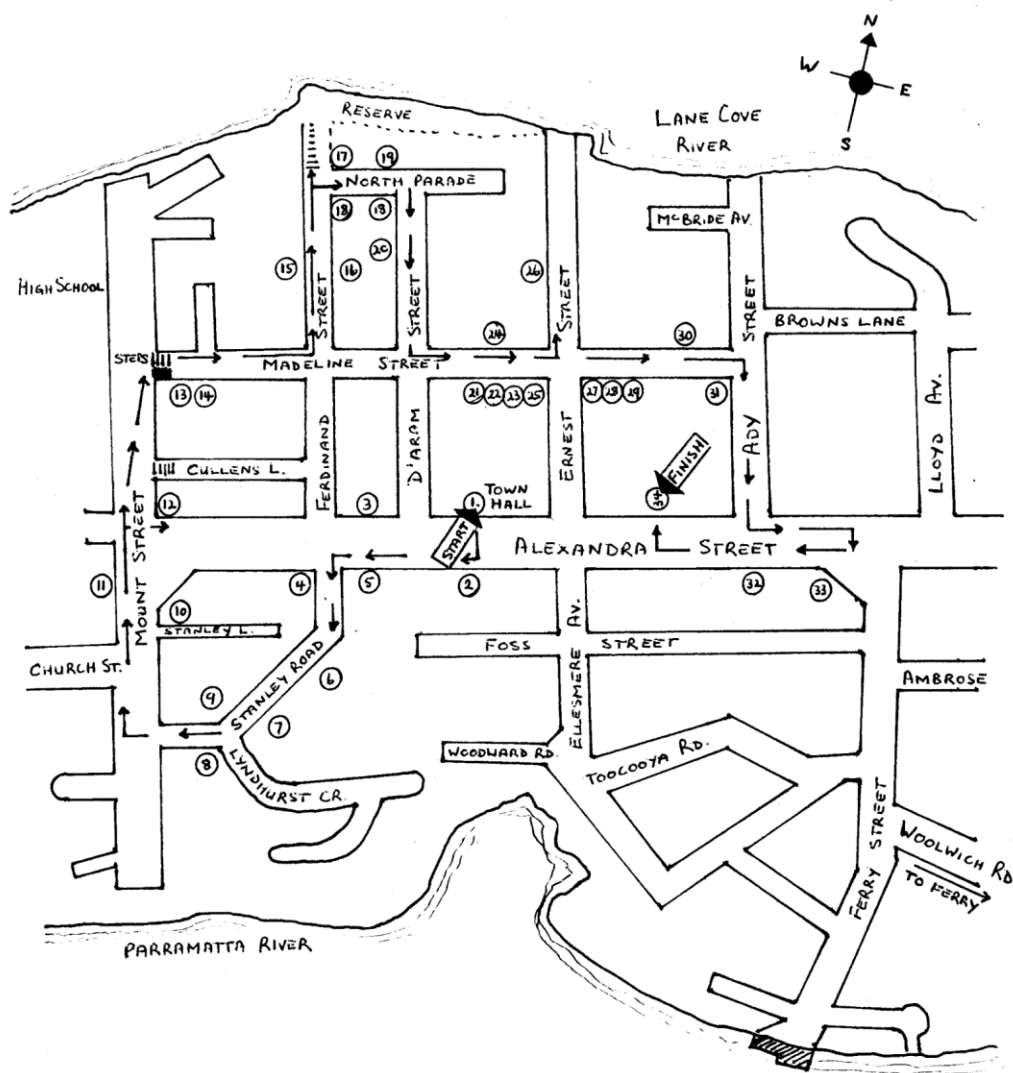 N
W
E
S
RESERVE
LANE COVE
RIVER
17
19
NORTH PARADE
18
18
McBRIDE AV.
20
15
16
26
HIGH SCHOOL
STREET
STREET
STREET
STREET
BROWNS LANE
24
30
STEPS
MADELINE STREET
13
14
21
22
23
25
27
28
29
31
FERDINAND
D'ARAM
ERNEST
ADY
LLOYD AV.
CULLENS L.
FINISH
12
3
1.
TOWN
HALL
34
START
ALEXANDRA STREET
MOUNT STREET
11
4
5
2
32
33
10
STANLEY L.
CHURCH ST.
FOSS STREET
ELLESMERE AV.
STANLEY ROAD
6
AMBROSE
9
7
8
WOODWARD RD.
TOOCOOYA RD.
LYNDHURST CR.
FERRY STREET
WOOLWICH RD
TO FERRY
PARRAMATTA RIVER